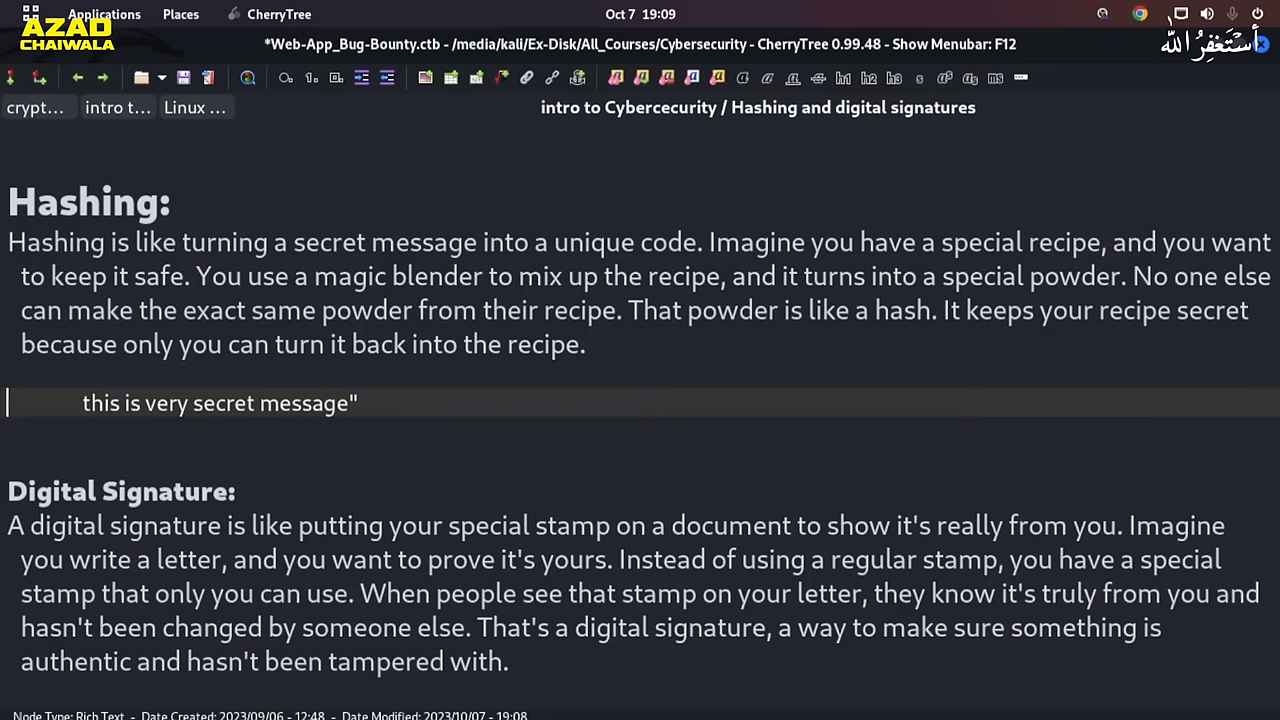 Applications Places CherryTree Oct 7 19:09
AZAD
CHAIWALA
*Web-App_Bug-Bounty.ctb - /media/kali/Ex-Disk/All_Courses/Cybersecurity - CherryTree 0.99.48 - Show Menubar: F12
أستغفر الله
h1 h2 h3 s ms
crypt... intro t... Linux ... intro to Cybercecurity / Hashing and digital signatures
Hashing:
Hashing is like turning a secret message into a unique code. Imagine you have a special recipe, and you want
to keep it safe. You use a magic blender to mix up the recipe, and it turns into a special powder. No one else
can make the exact same powder from their recipe. That powder is like a hash. It keeps your recipe secret
because only you can turn it back into the recipe.
this is very secret message"
Digital Signature:
A digital signature is like putting your special stamp on a document to show it's really from you. Imagine
you write a letter, and you want to prove it's yours. Instead of using a regular stamp, you have a special
stamp that only you can use. When people see that stamp on your letter, they know it's truly from you and
hasn't been changed by someone else. That's a digital signature, a way to make sure something is
authentic and hasn't been tampered with.
Node Type: Rich Text - Date Created: 2023/09/06 - 12:48 - Date Modified: 2023/10/07 - 19:08